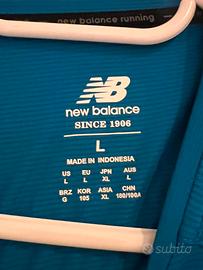 new balance running
NB
new balance
SINCE 1906
L
MADE IN INDONESIA
US EU JPN AUS
L L XL L
BRZ KOR ASIA CHN
G 105 XL 180/100A
subito